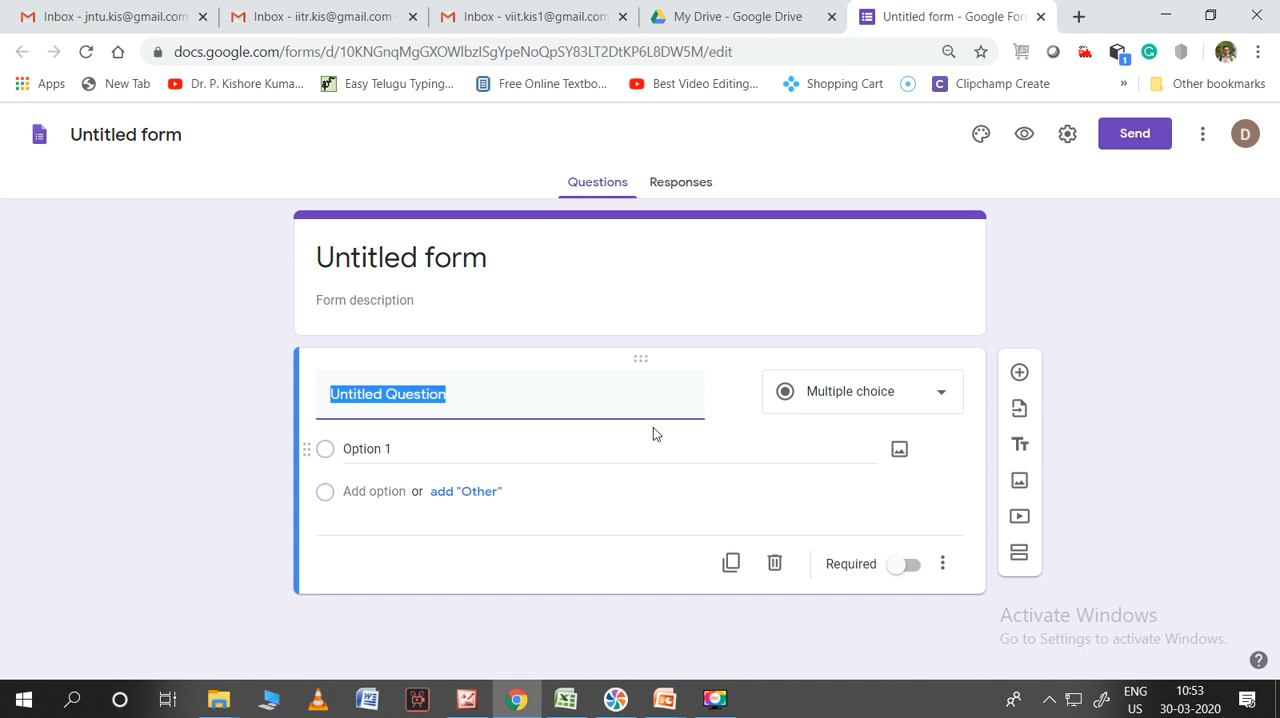 Inbox - jntu.kis@gmail.com
Inbox - iitr.kis@gmail.com -
Inbox - viit.kis1@gmail.com
My Drive - Google Drive
Untitled form - Google For
docs.google.com/forms/d/10KNGnqMgGXOWlbzlSgYpeNoQpSY83LT2DtKP6L8DW5M/edit
1
Apps
New Tab
Dr. P. Kishore Kuma...
Easy Telugu Typing...
Free Online Textbo...
Best Video Editing...
Shopping Cart
C
Clipchamp Create
»
Other bookmarks
Untitled form
Send
D
Questions
Responses
Untitled form
Form description
Untitled Question
Multiple choice
Option 1
Add option or add "Other"
Required
Tt
Activate Windows
Go to Settings to activate Windows.
ENG
US
10:53
30-03-2020